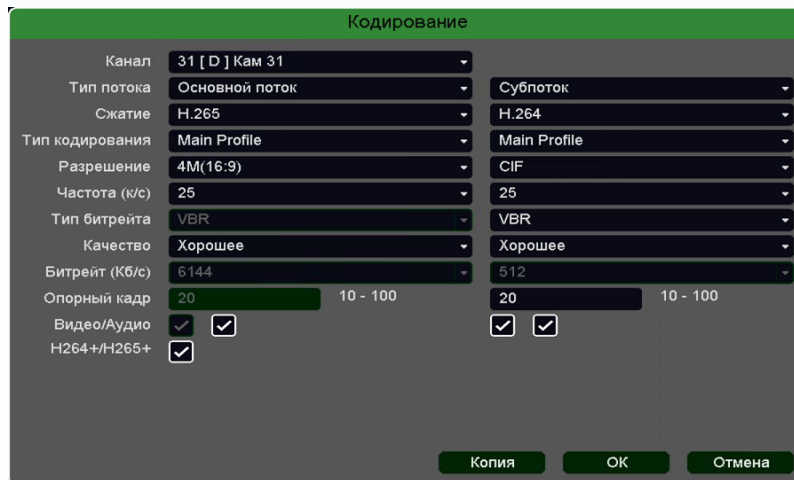 Кодирование
Канал 31 [ D ] Кам 31
Тип потока Основной поток Субпоток
Сжатие H.265 H.264
Тип кодирования Main Profile Main Profile
Разрешение 4M(16:9) CIF
Частота (к/с) 25 25
Тип битрейта VBR VBR
Качество Хорошее Хорошее
Битрейт (Кб/с) 6144 512
Опорный кадр 20 10 - 100 20 10 - 100
Видео/Аудио
H264+/H265+
Копия ОК Отмена